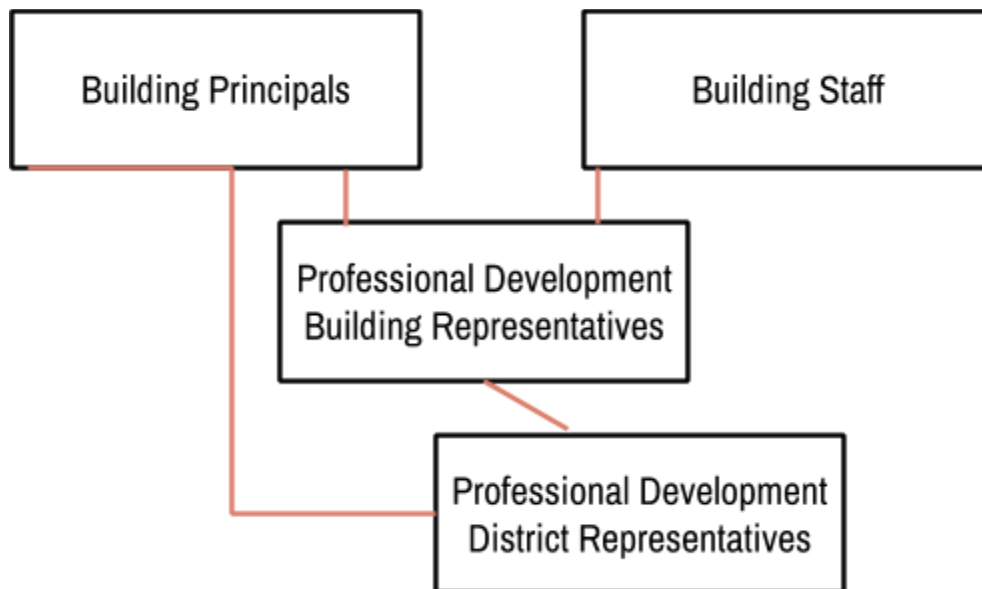 Building Principals
Building Staff
Professional Development
Building Representatives
Professional Development
District Representatives